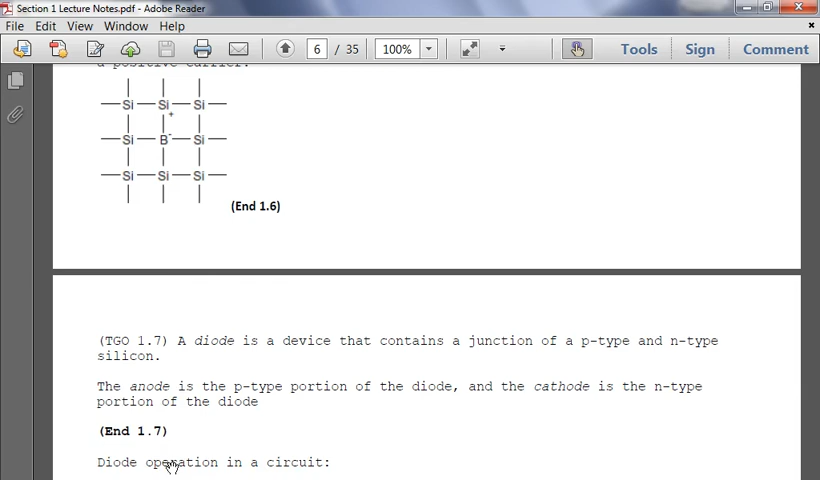 Section 1 Lecture Notes.pdf - Adobe Reader
File Edit View Window Help
6 / 35 100% Tools Sign Comment
a positive carrier.
Si Si Si
+
Si B - Si
Si Si Si
(End 1.6)
(TGO 1.7) A diode is a device that contains a junction of a p-type and n-type
silicon.
The anode is the p-type portion of the diode, and the cathode is the n-type
portion of the diode
(End 1.7)
Diode operation in a circuit: